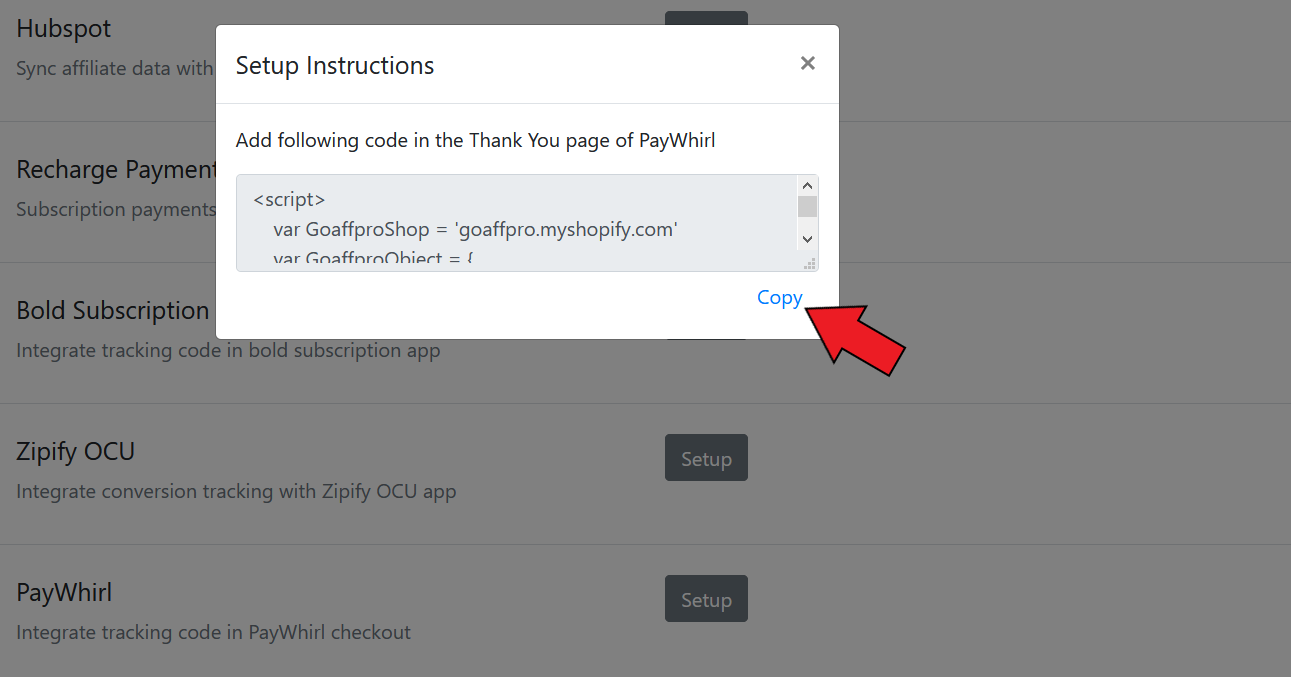 Hubspot
Sync affiliate data with
Setup Instructions
×
Add following code in the Thank You page of PayWhirl
<script>
var GoaffproShop = 'goaffpro.myshopify.com'
var GoaffproObject = {
Copy
Recharge Payment
Subscription payments
Bold Subscription
Integrate tracking code in bold subscription app
Zipify OCU
Setup
Integrate conversion tracking with Zipify OCU app
PayWhirl
Setup
Integrate tracking code in PayWhirl checkout